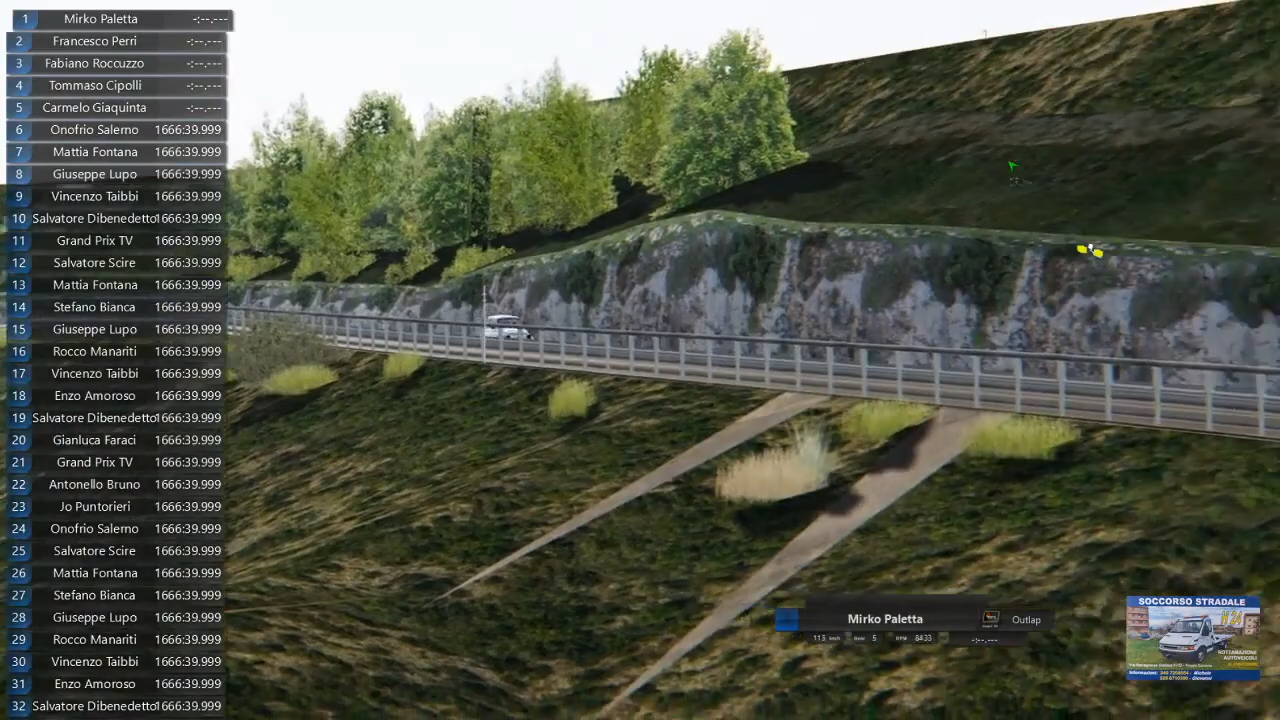 1 Mirko Paletta -:--.---
2 Francesco Perri -:--.---
3 Fabiano Roccuzzo -:--.---
4 Tommaso Cipolli -:--.---
5 Carmelo Giaquinta -:--.---
6 Onofrio Salerno 1666:39.999
7 Mattia Fontana 1666:39.999
8 Giuseppe Lupo 1666:39.999
9 Vincenzo Taibbi 1666:39.999
10 Salvatore Dibenedetto 1666:39.999
11 Grand Prix TV 1666:39.999
12 Salvatore Scire 1666:39.999
13 Mattia Fontana 1666:39.999
14 Stefano Bianca 1666:39.999
15 Giuseppe Lupo 1666:39.999
16 Rocco Manariti 1666:39.999
17 Vincenzo Taibbi 1666:39.999
18 Enzo Amoroso 1666:39.999
19 Salvatore Dibenedetto 1666:39.999
20 Gianluca Faraci 1666:39.999
21 Grand Prix TV 1666:39.999
22 Antonello Bruno 1666:39.999
23 Jo Puntorieri 1666:39.999
24 Onofrio Salerno 1666:39.999
25 Salvatore Scire 1666:39.999
26 Mattia Fontana 1666:39.999
27 Stefano Bianca 1666:39.999
28 Giuseppe Lupo 1666:39.999
29 Rocco Manariti 1666:39.999
30 Vincenzo Taibbi 1666:39.999
31 Enzo Amoroso 1666:39.999
32 Salvatore Dibenedetto 1666:39.999
Mirko Paletta Outlap
113 kmh Gear 5 RPM 8433 -:--.---
SOCCORSO STRADALE
H 24
ROTTAMAZIONE
AUTOVEICOLI